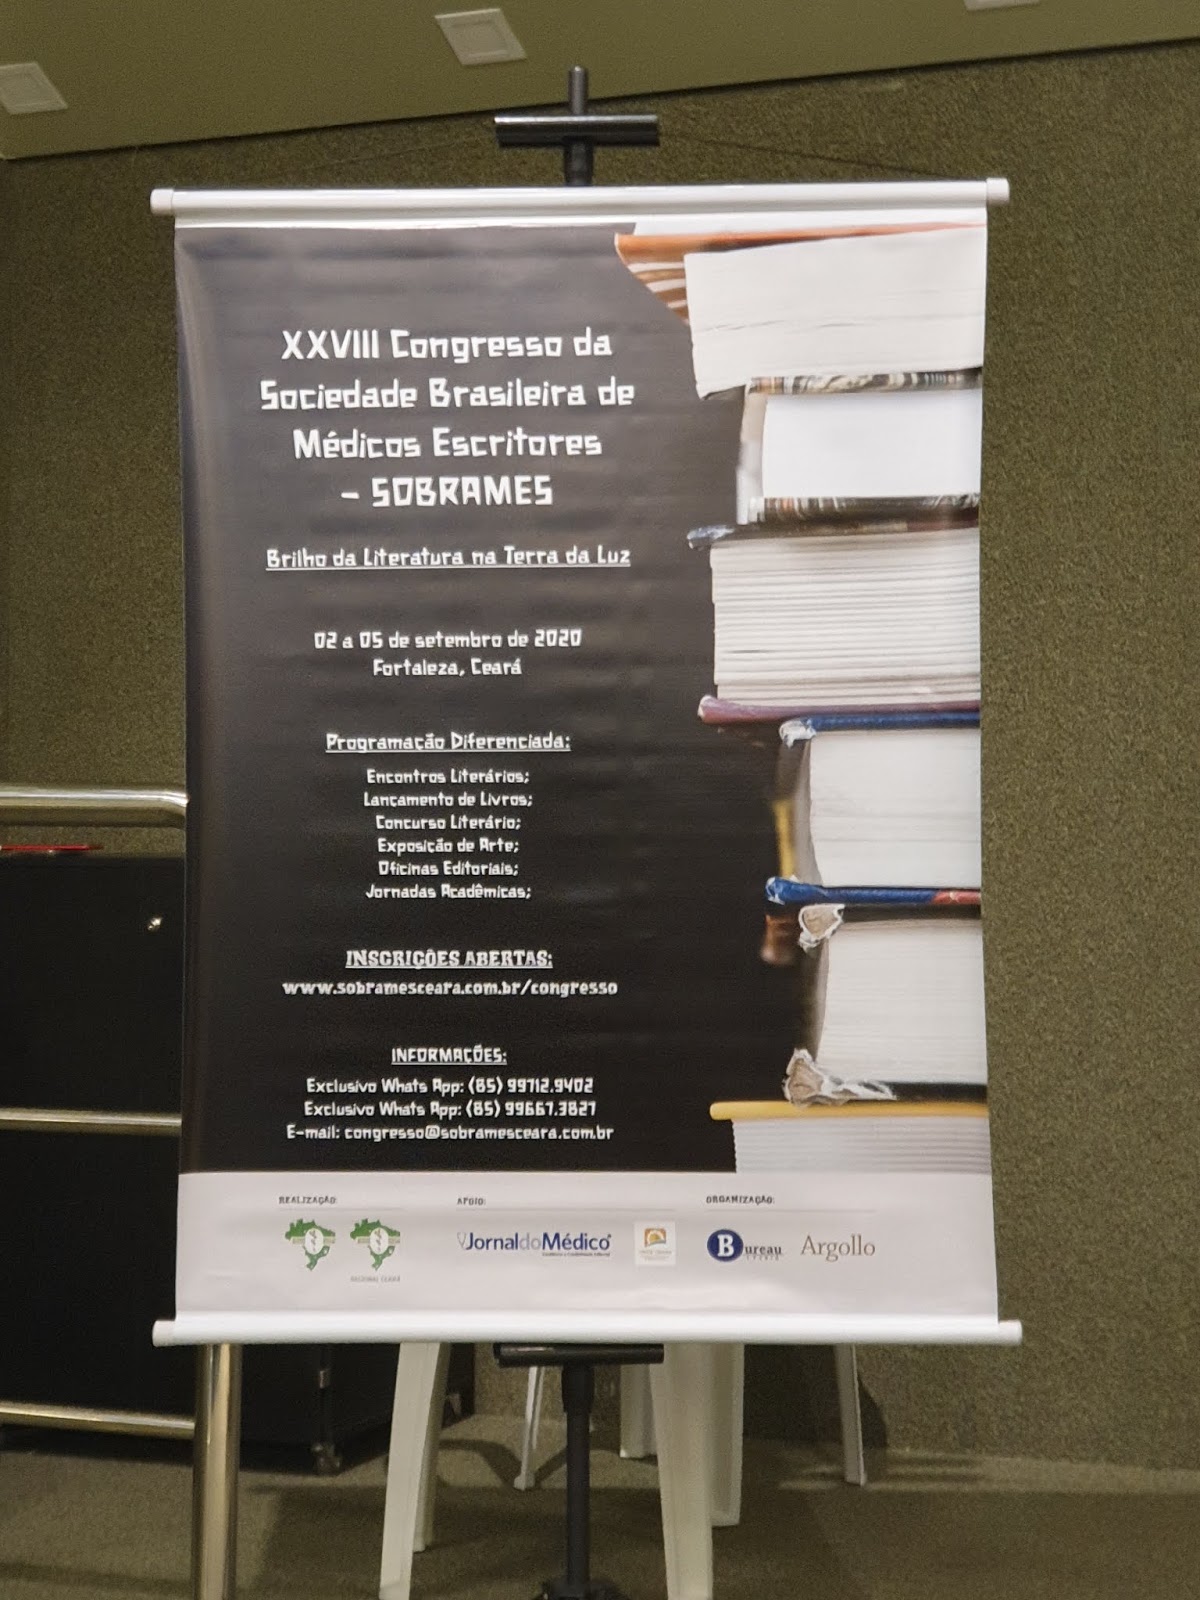 XXVIII Congresso da
Sociedade Brasileira de
Médicos Escritores
- SOBRAMES
Brilho da Literatura na Terra da Luz
02 a 05 de setembro de 2020
Fortaleza, Ceará
Programação Diferenciada:
Encontros Literários;
Lançamento de Livros;
Concurso Literário;
Exposição de Arte;
Oficinas Editoriais;
Jornadas Acadêmicas;
INSCRIÇÕES ABERTAS:
www.sobramesceara.com.br/congresso
INFORMAÇÕES:
Exclusivo Whats App: (85) 99712.9402
Exclusivo Whats App: (85) 99667.3827
E-mail: congresso@sobramesceara.com.br
REALIZAÇÃO:
REGIONAL CEARÁ
APOIO:
JornaldoMédico
ORGANIZAÇÃO:
Bureau
Argollo